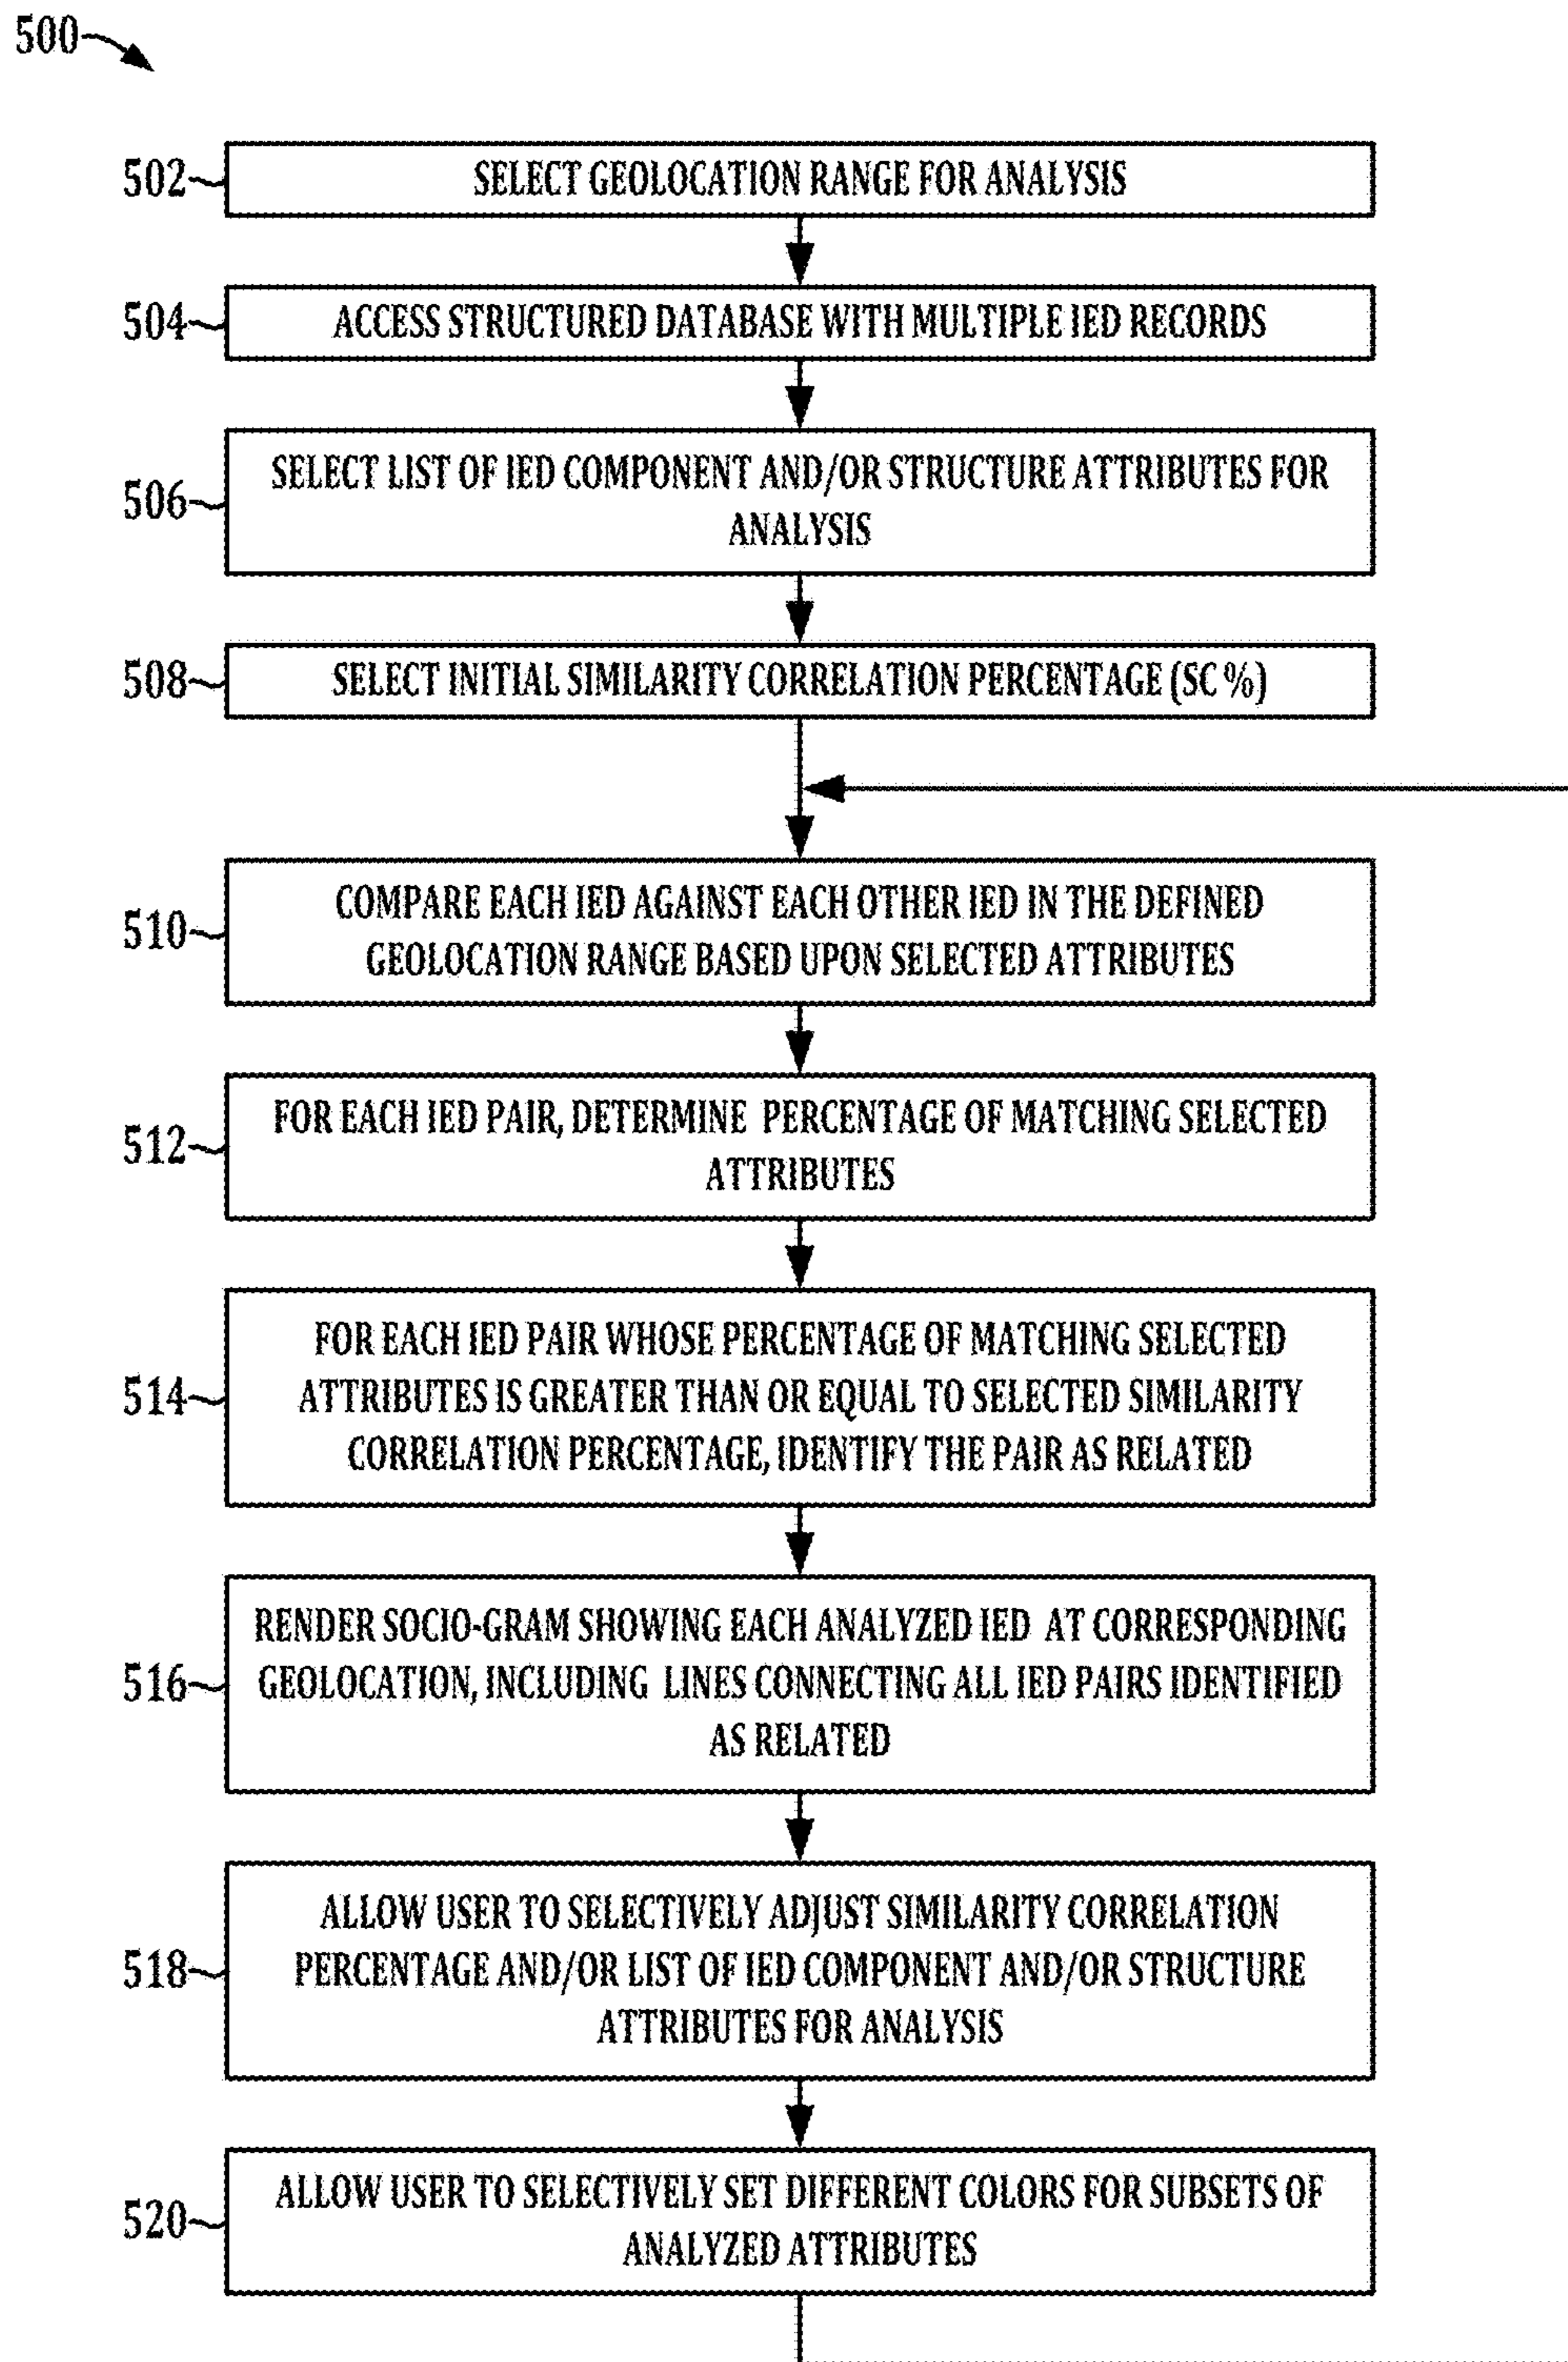 500
502
SELECT GEOLOCATION RANGE FOR ANALYSIS
504
ACCESS STRUCTURED DATABASE WITH MULTIPLE IED RECORDS
506
SELECT LIST OF IED COMPONENT AND/OR STRUCTURE ATTRIBUTES FOR
ANALYSIS
508
SELECT INITIAL SIMILARITY CORRELATION PERCENTAGE (SC %)
510
COMPARE EACH IED AGAINST EACH OTHER IED IN THE DEFINED
GEOLOCATION RANGE BASED UPON SELECTED ATTRIBUTES
512
FOR EACH IED PAIR, DETERMINE PERCENTAGE OF MATCHING SELECTED
ATTRIBUTES
514
FOR EACH IED PAIR WHOSE PERCENTAGE OF MATCHING SELECTED
ATTRIBUTES IS GREATER THAN OR EQUAL TO SELECTED SIMILARITY
CORRELATION PERCENTAGE, IDENTIFY THE PAIR AS RELATED
516
RENDER SOCIO-GRAM SHOWING EACH ANALYZED IED AT CORRESPONDING
GEOLOCATION, INCLUDING LINES CONNECTING ALL IED PAIRS IDENTIFIED
AS RELATED
518
ALLOW USER TO SELECTIVELY ADJUST SIMILARITY CORRELATION
PERCENTAGE AND/OR LIST OF IED COMPONENT AND/OR STRUCTURE
ATTRIBUTES FOR ANALYSIS
520
ALLOW USER TO SELECTIVELY SET DIFFERENT COLORS FOR SUBSETS OF
ANALYZED ATTRIBUTES